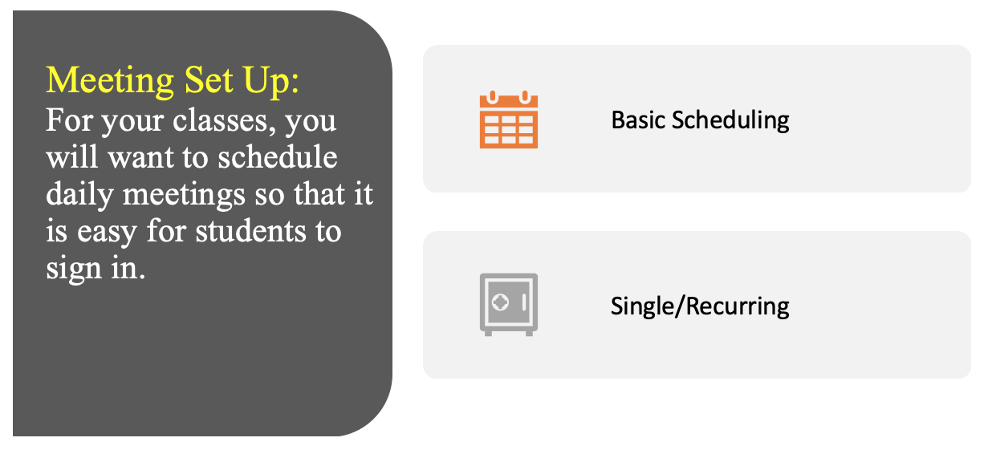 Meeting Set Up:
For your classes, you
will want to schedule
daily meetings so that it
is easy for students to
sign in.
Basic Scheduling
Single/Recurring